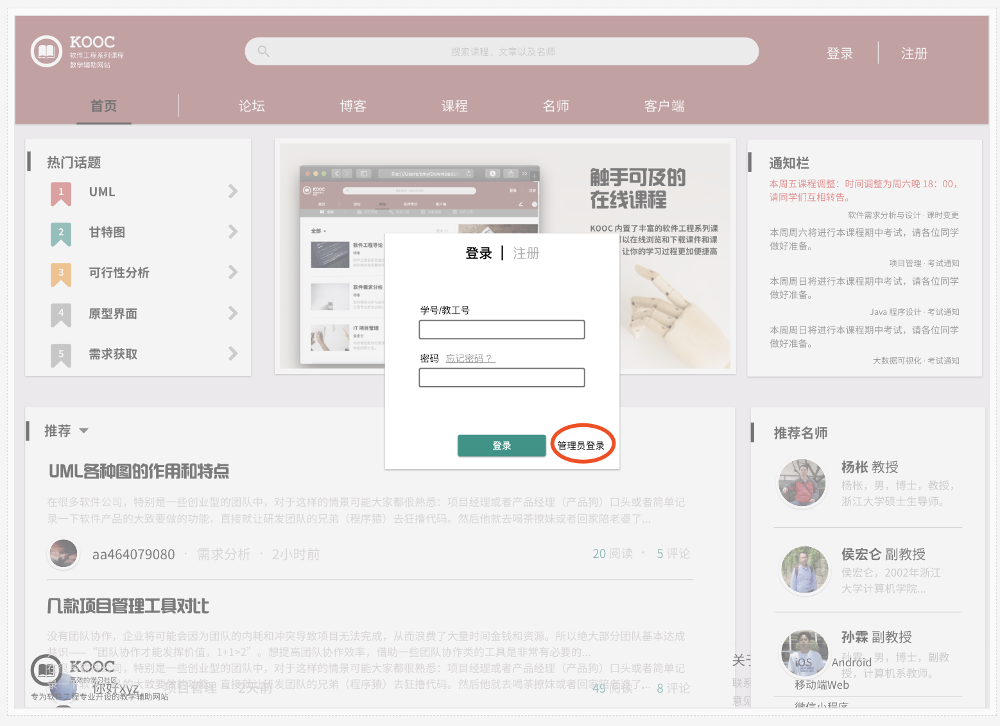 KOOC
软件工程系列课程
教学辅助网站
搜索课程、文章以及名师
登录
注册
首页
论坛
博客
课程
名师
客户端
热门话题
1
UML
2
甘特图
3
可行性分析
4
原型界面
5
需求获取
file:///Users/cmy/Downloads/
KOOC
登录
注册
首页
论坛
课程
客户端
全部
软件工程导论
杨枨
软件需求分析
杨枨
IT 项目管理
侯宏仑
触手可及的
在线课程
KOOC 内置了丰富的软件工程系列课
可以在线浏览和下载课件和课
让你的学习过程更加便捷高
通知栏
本周五课程调整：时间调整为周六晚 18：00，
请同学们互相转告。
软件需求分析与设计 · 课时变更
本周周六将进行本课程期中考试，请各位同学
做好准备。
项目管理 · 考试通知
本周周日将进行本课程期中考试，请各位同学
做好准备。
Java 程序设计 · 考试通知
本周周日将进行本课程期中考试，请各位同学
做好准备。
大数据可视化 · 考试通知
登录
注册
学号/教工号
密码 忘记密码？
登录
管理员登录
推荐
UML各种图的作用和特点
在很多软件公司，特别是一些创业型的团队中，对于这样的情景可能大家都很熟悉：项目经理或者产品经理（产品狗）口头或者简单记
录一下软件产品的大致要做的功能，直接就让研发团队的兄弟（程序猿）去狂撸代码。然后他就去喝茶撩妹或者回家陪老婆了...
aa464079080 · 需求分析 · 2小时前
20 阅读 · 5 评论
几款项目管理工具对比
没有团队协作，企业将可能会因为团队的内耗和冲突导致项目无法完成，从而浪费了大量时间金钱和资源。所以绝大部分团队基本达成
共识——“团队协作才能发挥价值，1+1>2”。想提高团队协作效率，借助一些团队协作类的工具是非常有必要的...
在很多软件公司，特别是一些创业型的团队中，对于这样的情景可能大家都很熟悉：项目经理或者产品经理（产品狗）口头或者简单记
录一下软件产品的大致要做的功能，直接就让研发团队的兄弟（程序猿）去狂撸代码。然后他就去喝茶撩妹或者回家陪老婆了...
你好xyz
项目管理
2天前
49 阅读 · 8 评论
KOOC
高效的学习社区
专为软件工程专业开设的教学辅助网站
推荐名师
杨枨 教授
杨枨，男，博士，教授，
浙江大学硕士生导师。
侯宏仑 副教授
侯宏仑，2002年浙江
大学计算机学院...
孙霖 副教授
孙霖，男，博士，副教
授，计算机系教师。
关于
联系
意见
iOS
Android
移动端Web
微信小程序